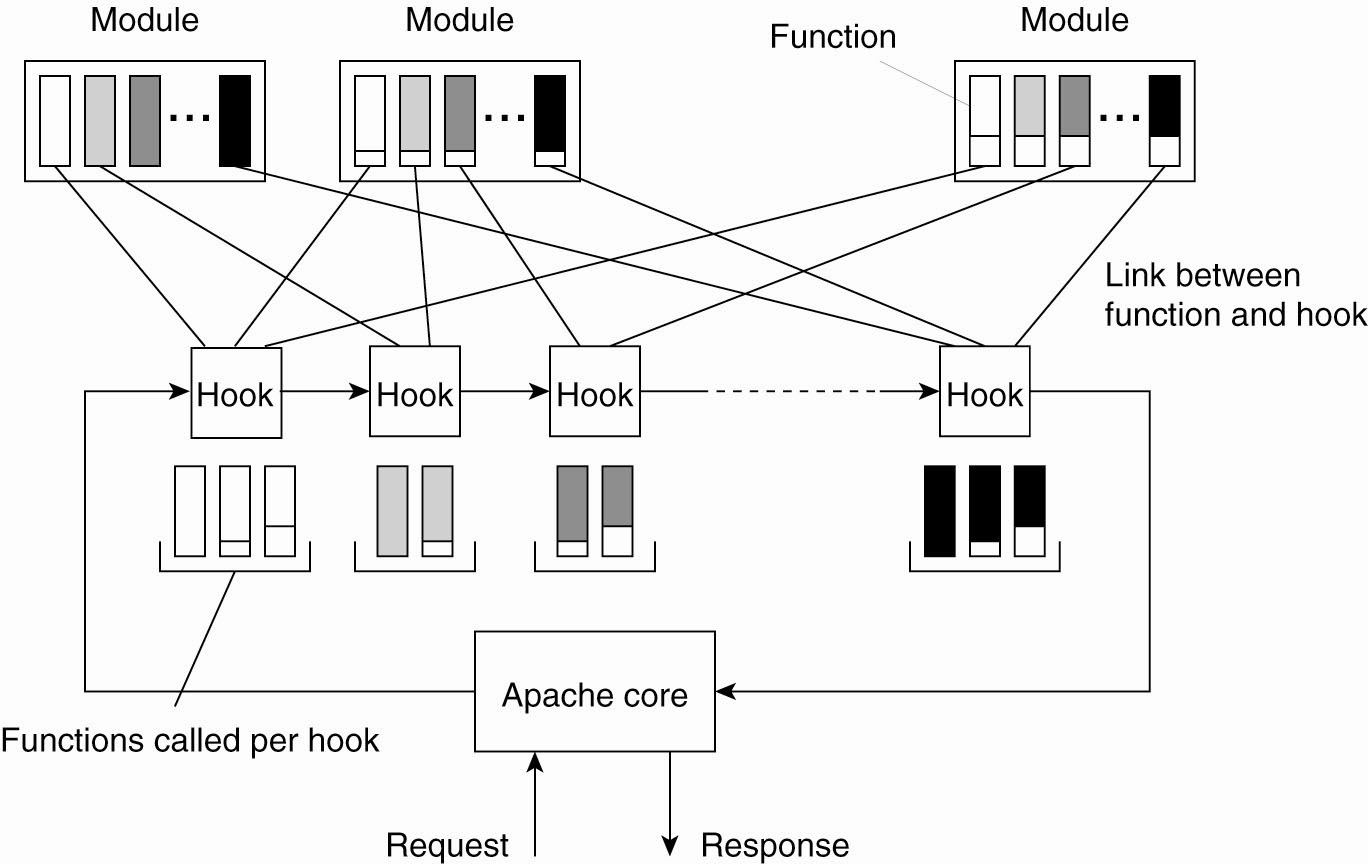 Module
Module
Function
Module
...
...
...
Link between
function and hook
Hook
Hook
Hook
Hook
Apache core
Functions called per hook
Request
Response